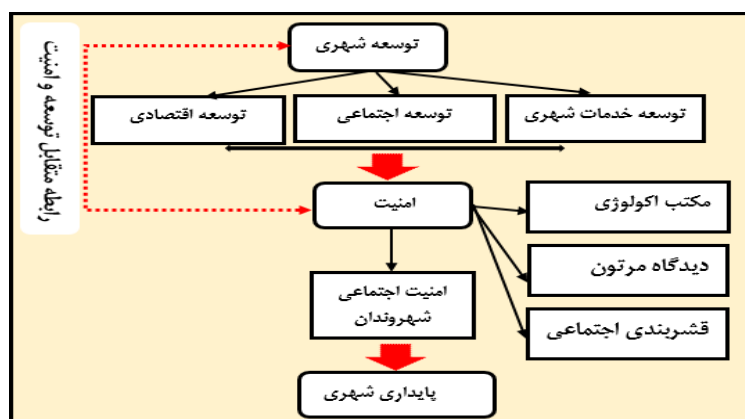 توسعه شهری
توسعه خدمات شهری
توسعه اجتماعی
توسعه اقتصادی
رابطه متقابل توسعه و امنیت
امنیت
مکتب اکولوژی
دیدگاه مرتون
قشربندی اجتماعی
امنیت اجتماعی
شهروندان
پایداری شهری